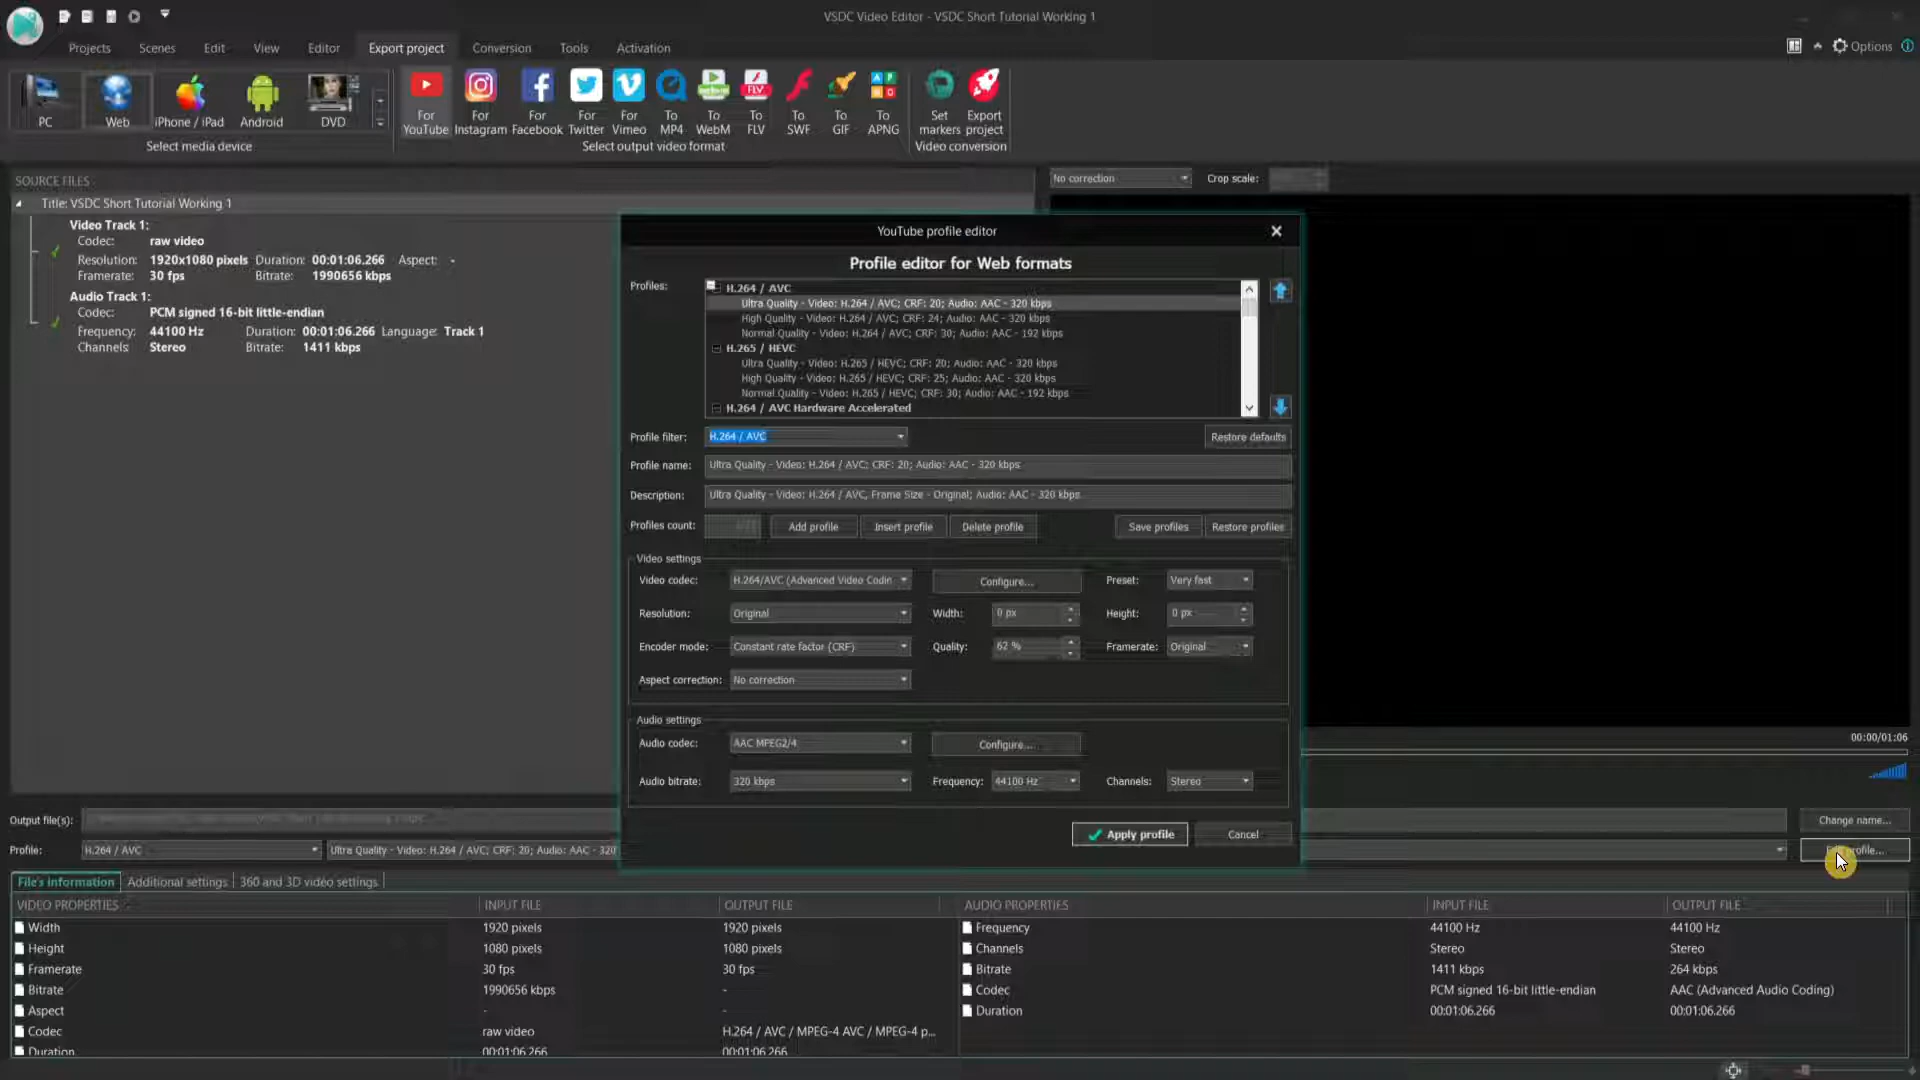 VSDC Video Editor - VSDC Short Tutorial Working 1
Projects Scenes Edit View Editor Export project Conversion Tools Activation Options
PC Web iPhone / iPad Android DVD
Select media device
For YouTube
For Instagram
For Facebook
For Twitter
For Vimeo
To MP4
To WebM
To FLV
To SWF
To GIF
To APNG
Select output video format
Set markers
Export project
Video conversion
SOURCE FILES
No correction Crop scale:
Title: VSDC Short Tutorial Working 1
Video Track 1:
Codec: raw video
Resolution: 1920x1080 pixels Duration: 00:01:06.266 Aspect: -
Framerate: 30 fps Bitrate: 1990656 kbps
Audio Track 1:
Codec: PCM signed 16-bit little-endian
Frequency: 44100 Hz Duration: 00:01:06.266 Language: Track 1
Channels: Stereo Bitrate: 1411 kbps
YouTube profile editor
Profile editor for Web formats
Profiles:
H.264 / AVC
Ultra Quality - Video: H.264 / AVC; CRF: 20; Audio: AAC - 320 kbps
High Quality - Video: H.264 / AVC; CRF: 24; Audio: AAC - 320 kbps
Normal Quality - Video: H.264 / AVC; CRF: 30; Audio: AAC - 192 kbps
H.265 / HEVC
Ultra Quality - Video: H.265 / HEVC; CRF: 20; Audio: AAC - 320 kbps
High Quality - Video: H.265 / HEVC; CRF: 25; Audio: AAC - 320 kbps
Normal Quality - Video: H.265 / HEVC; CRF: 30; Audio: AAC - 192 kbps
H.264 / AVC Hardware Accelerated
Profile filter: H.264 / AVC Restore defaults
Profile name: Ultra Quality - Video: H.264 / AVC; CRF: 20; Audio: AAC - 320 kbps
Description: Ultra Quality - Video: H.264 / AVC, Frame Size - Original; Audio: AAC - 320 kbps
Profiles count: Add profile Insert profile Delete profile Save profiles Restore profiles
Video settings
Video codec: H.264/AVC (Advanced Video Codin Configure... Preset: Very fast
Resolution: Original Width: 0 px Height: 0 px
Encoder mode: Constant rate factor (CRF) Quality: 62 % Framerate: Original
Aspect correction: No correction
Audio settings
Audio codec: AAC MPEG2/4 Configure...
Audio bitrate: 320 kbps Frequency: 44100 Hz Channels: Stereo
Apply profile Cancel
00:00/01:06
Output file(s): Change name...
Profile: H.264 / AVC Ultra Quality - Video: H.264 / AVC; CRF: 20; Audio: AAC - 320 profile...
File's information Additional settings 360 and 3D video settings
VIDEO PROPERTIES INPUT FILE OUTPUT FILE AUDIO PROPERTIES INPUT FILE OUTPUT FILE
Width 1920 pixels 1920 pixels Frequency 44100 Hz 44100 Hz
Height 1080 pixels 1080 pixels Channels Stereo Stereo
Framerate 30 fps 30 fps Bitrate 1411 kbps 264 kbps
Bitrate 1990656 kbps - Codec PCM signed 16-bit little-endian AAC (Advanced Audio Coding)
Aspect - - Duration 00:01:06.266 00:01:06.266
Codec raw video H.264 / AVC / MPEG-4 AVC / MPEG-4 p...
Duration 00:01:06.266 00:01:06.266